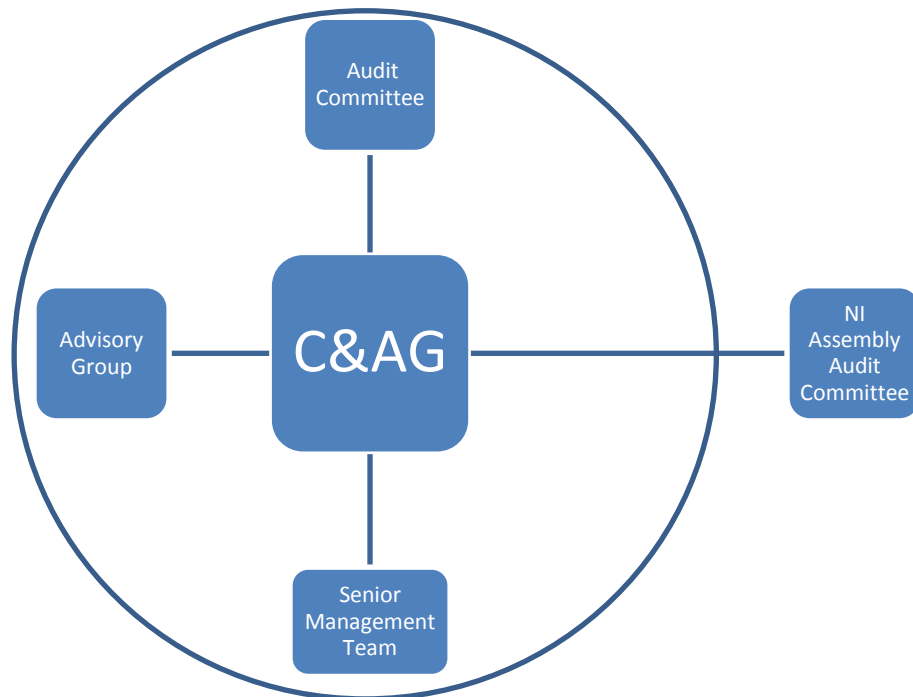 Audit
Committee
Advisory
Group
C&AG
NI
Assembly
Audit
Committee
Senior
Management
Team